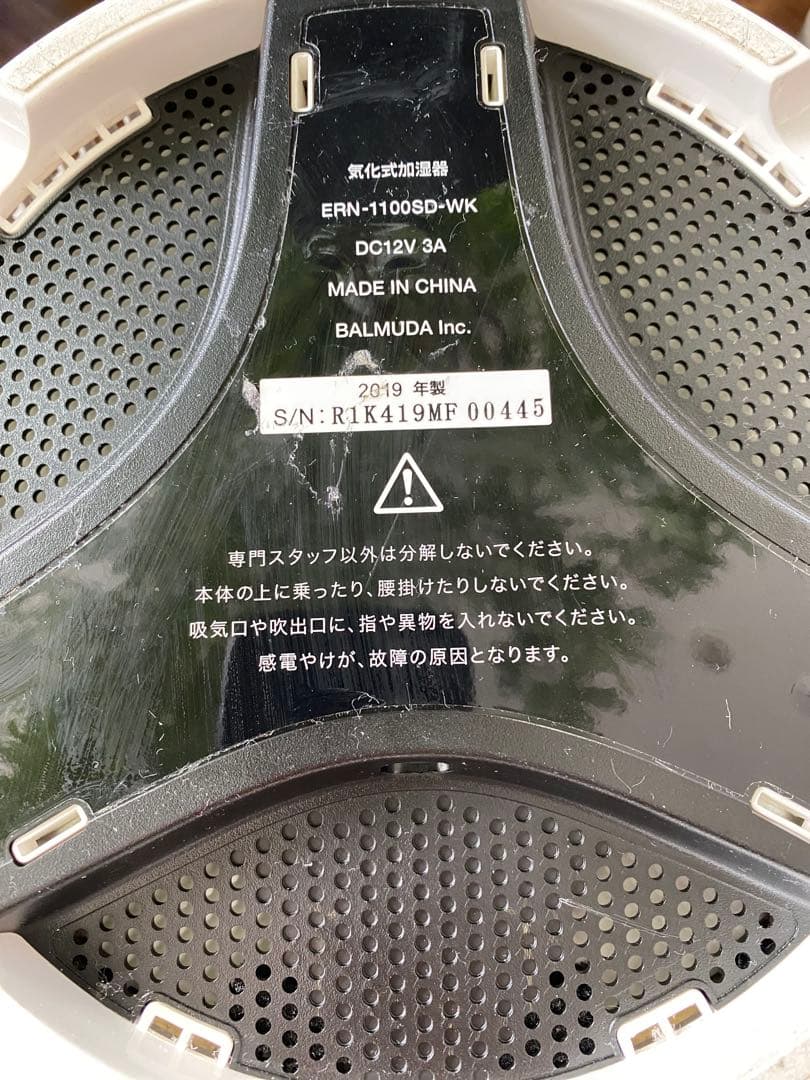 気化式加湿器
ERN-1100SD-WK
DC12V 3A
MADE IN CHINA
BALMUDA Inc.
2019 年製
S/N: R1K419MF 00445
専門スタッフ以外は分解しないでください。
本体の上に乗ったり、腰掛けたりしないでください。
吸気口や吹出口に、指や異物を入れないでください。
感電やけが、故障の原因となります。